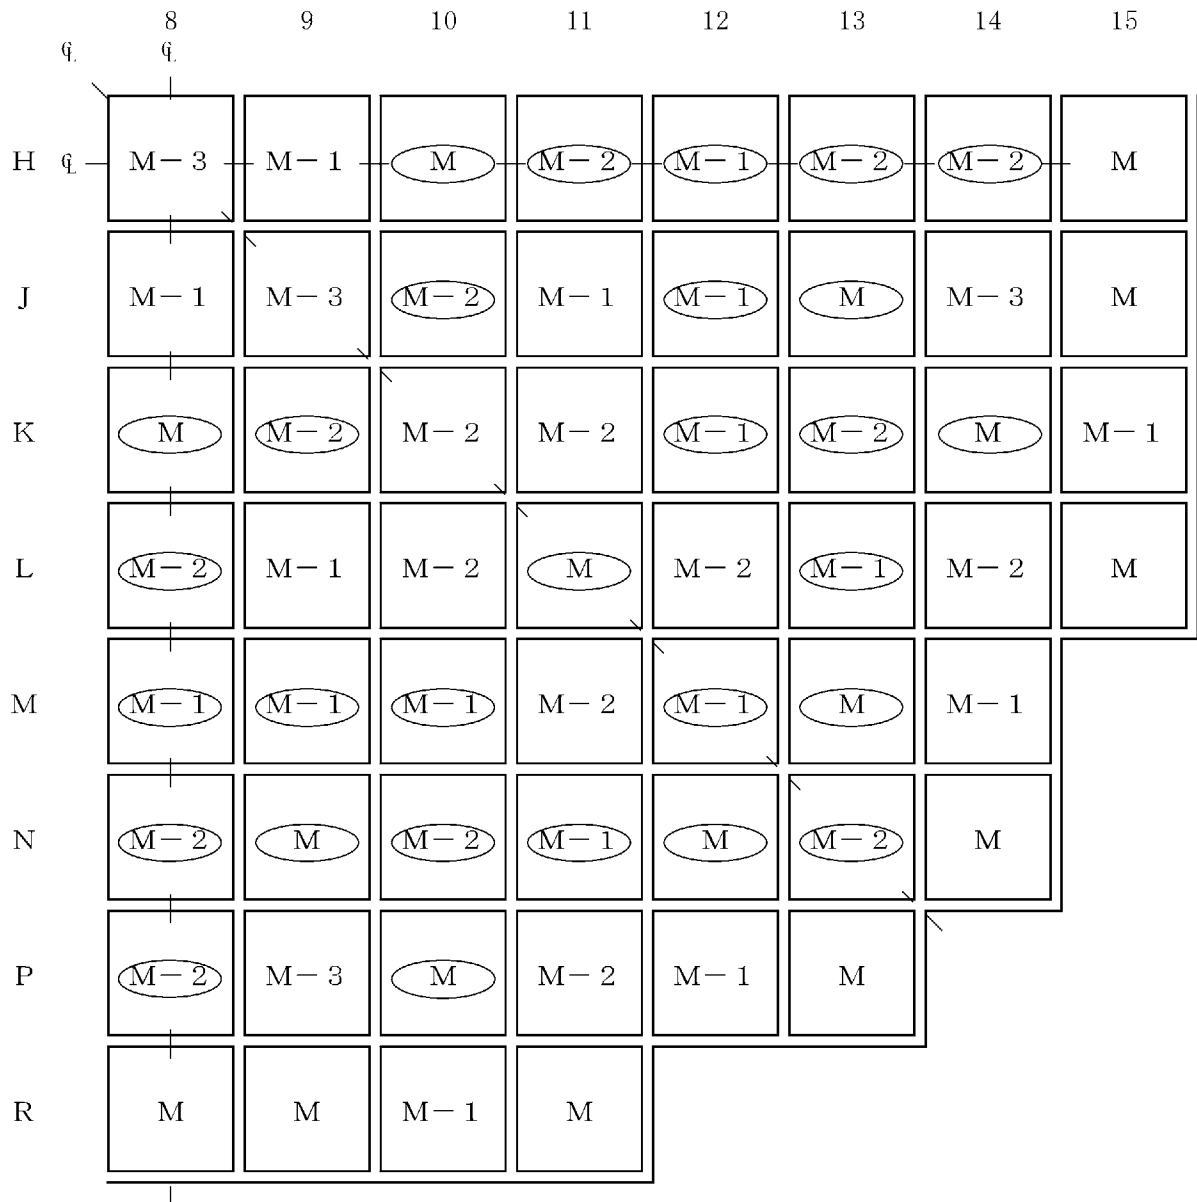 8 9 10 11 12 13 14 15
℄ ℄
H ℄ M-3 M-1 M M-2 M-1 M-2 M-2 M
J M-1 M-3 M-2 M-1 M-1 M M-3 M
K M M-2 M-2 M-2 M-1 M-2 M M-1
L M-2 M-1 M-2 M M-2 M-1 M-2 M
M M-1 M-1 M-1 M-2 M-1 M M-1
N M-2 M M-2 M-1 M M-2 M
P M-2 M-3 M M-2 M-1 M
R M M M-1 M